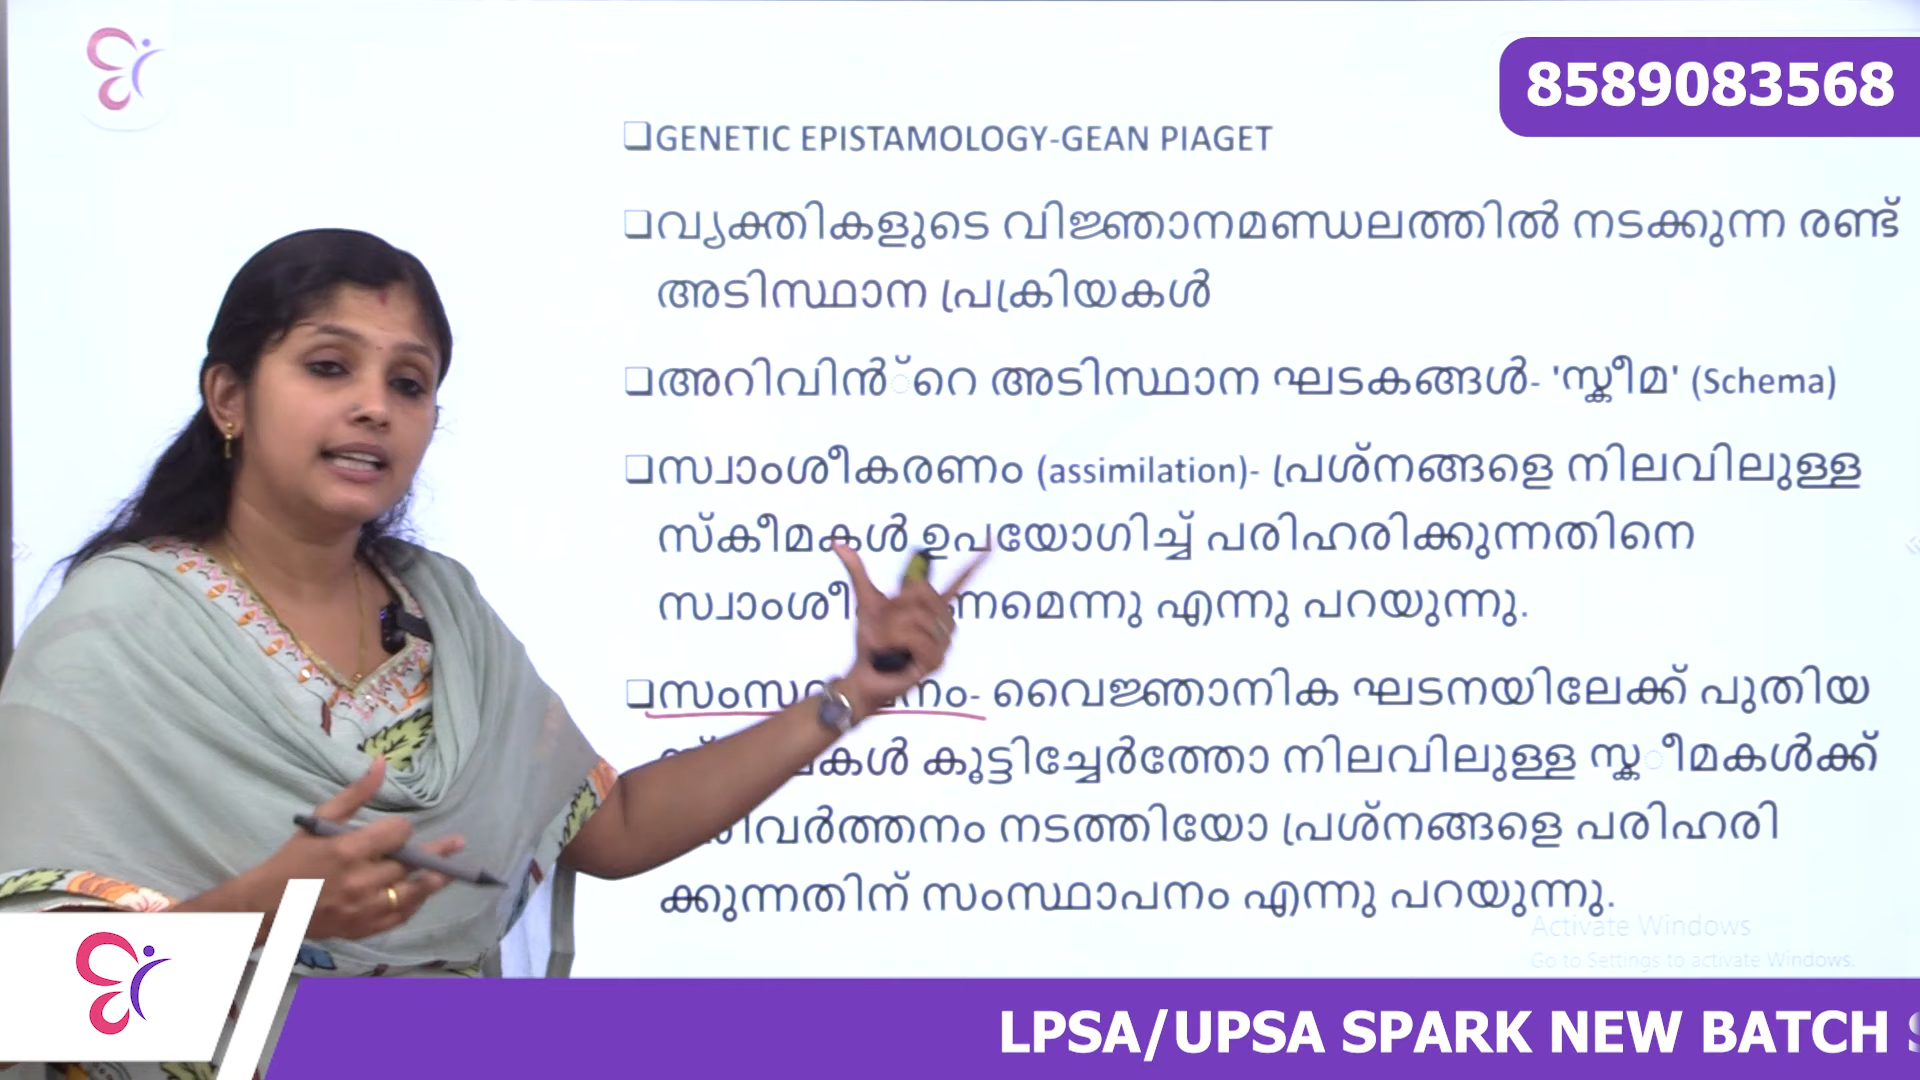 8589083568
GENETIC EPISTAMOLOGY-GEAN PIAGET
വ്യക്തികളുടെ വിജ്ഞാനമണ്ഡലത്തിൽ നടക്കുന്ന രണ്ട്
അടിസ്ഥാന പ്രക്രിയകൾ
അറിവിൻ്റെ അടിസ്ഥാന ഘടകങ്ങൾ- 'സ്കീമ' (Schema)
സ്വാംശീകരണം (assimilation)- പ്രശ്നങ്ങളെ നിലവിലുള്ള
സ്കീമകൾ ഉപയോഗിച്ച് പരിഹരിക്കുന്നതിനെ
എന്നു പറയുന്നു.
വൈജ്ഞാനിക ഘടനയിലേക്ക് പുതിയ
കൂട്ടിച്ചേർത്തോ നിലവിലുള്ള സ്കീമകൾക്ക്
നടത്തിയോ പ്രശ്നങ്ങളെ പരിഹരി
ക്കുന്നതിന് സംസ്ഥാപനം എന്നു പറയുന്നു.
Activate Windows
Go to Settings to activate Windows.
LPSA/UPSA SPARK NEW BATCH